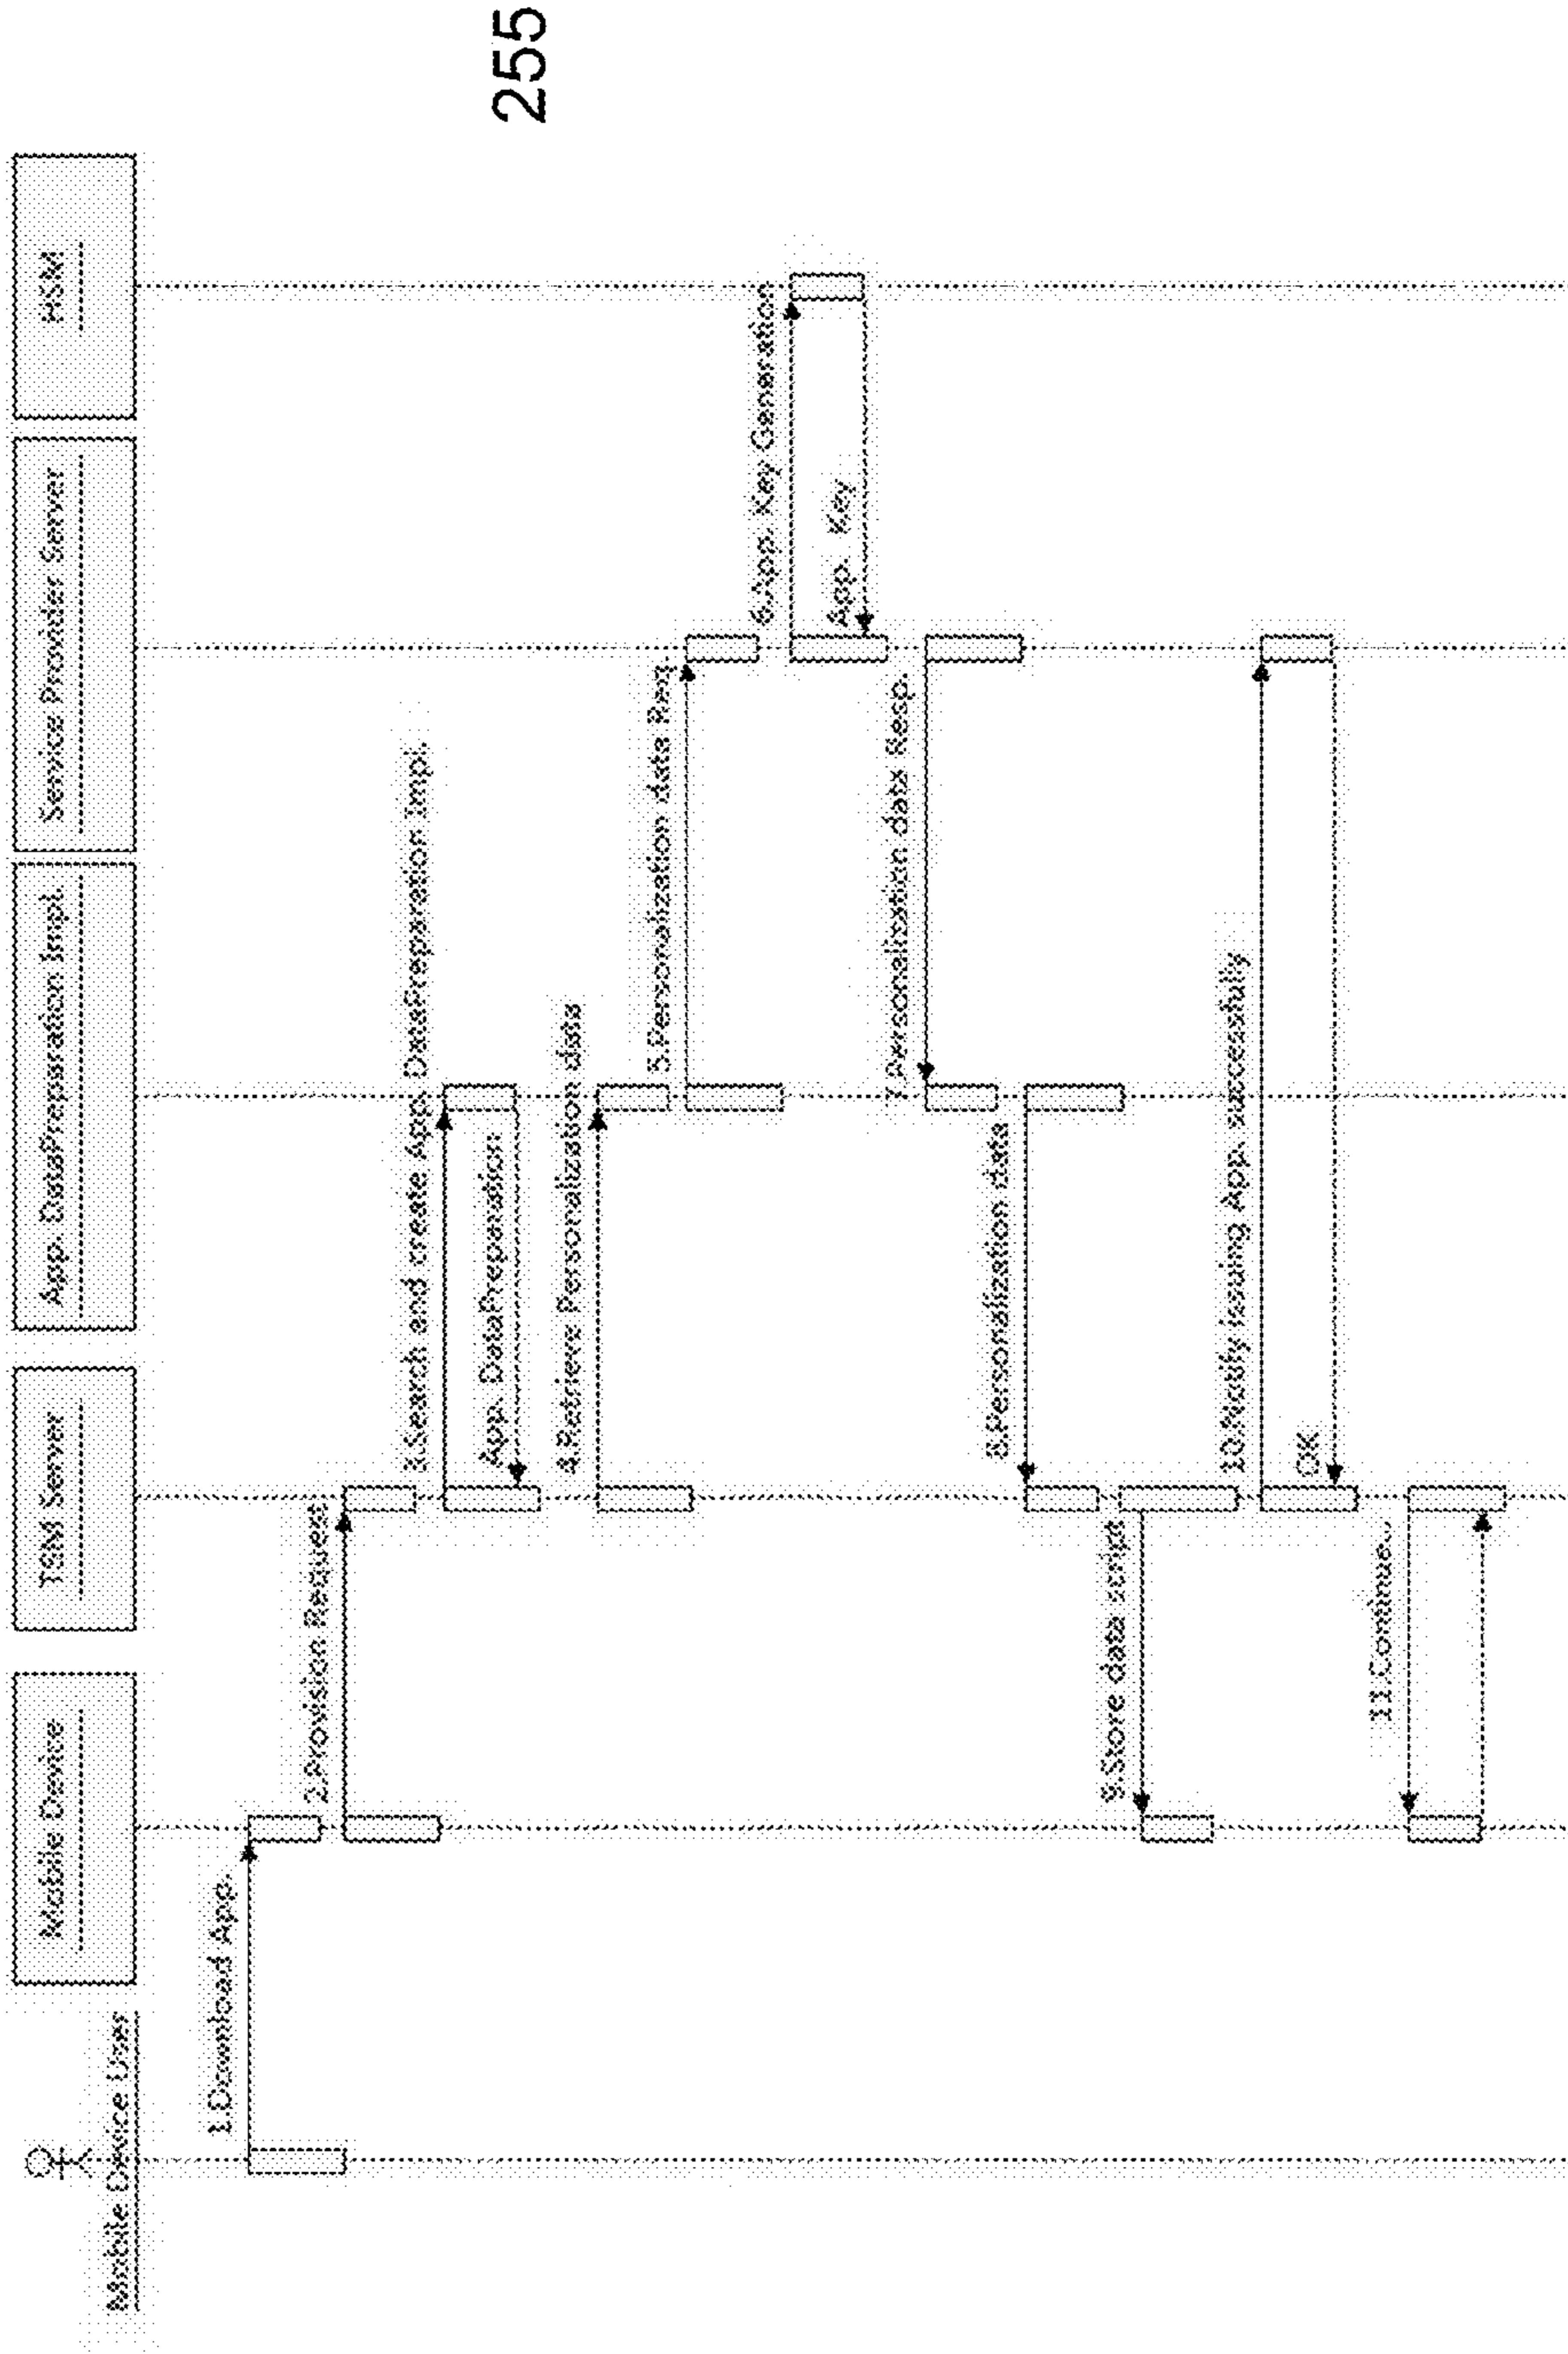 Mobile Device User
Mobile Device
TSM Server
App. DataPreparation Impl.
Service Provider Server
HSM
1.Download App.
2.Provision Request
3.Search and create App. DataPreparation Impl.
App. DataPreparation
4.Retrieve Personalization data
5.Personalization data Req.
6.App. Key Generation
App. Key
7.Personalization data Resp.
8.Personalization data
9.Store data script
10.Notify issuing App. successfully
OK
11.Continue..
255